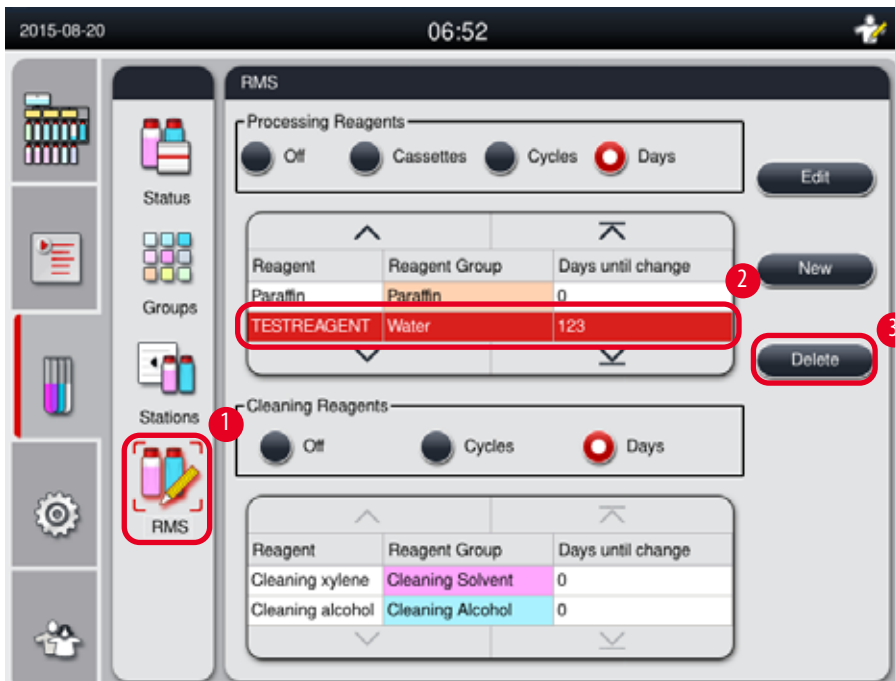 2015-08-20 06:52
RMS
Processing Reagents
Off Cassettes Cycles Days
Edit
Status
Reagent Reagent Group Days until change
New
2
Groups
Paraffin Paraffin 0
TESTREAGENT Water 123
3
Delete
Stations
1
Cleaning Reagents
Off Cycles Days
RMS
Reagent Reagent Group Days until change
Cleaning xylene Cleaning Solvent 0
Cleaning alcohol Cleaning Alcohol 0